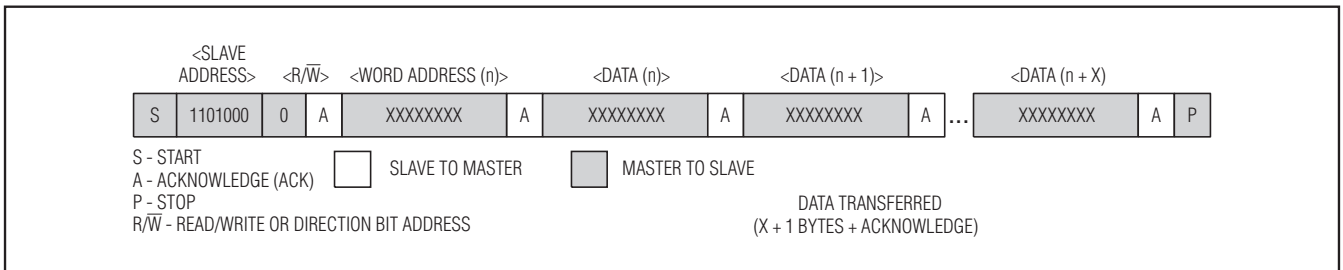 <SLAVE
ADDRESS> <R/W̅> <WORD ADDRESS (n)> <DATA (n)> <DATA (n + 1)> <DATA (n + X)
S 1101000 0 A XXXXXXXX A XXXXXXXX A XXXXXXXX A ... XXXXXXXX A P
S - START
A - ACKNOWLEDGE (ACK) SLAVE TO MASTER MASTER TO SLAVE
P - STOP DATA TRANSFERRED
R/W̅ - READ/WRITE OR DIRECTION BIT ADDRESS (X + 1 BYTES + ACKNOWLEDGE)